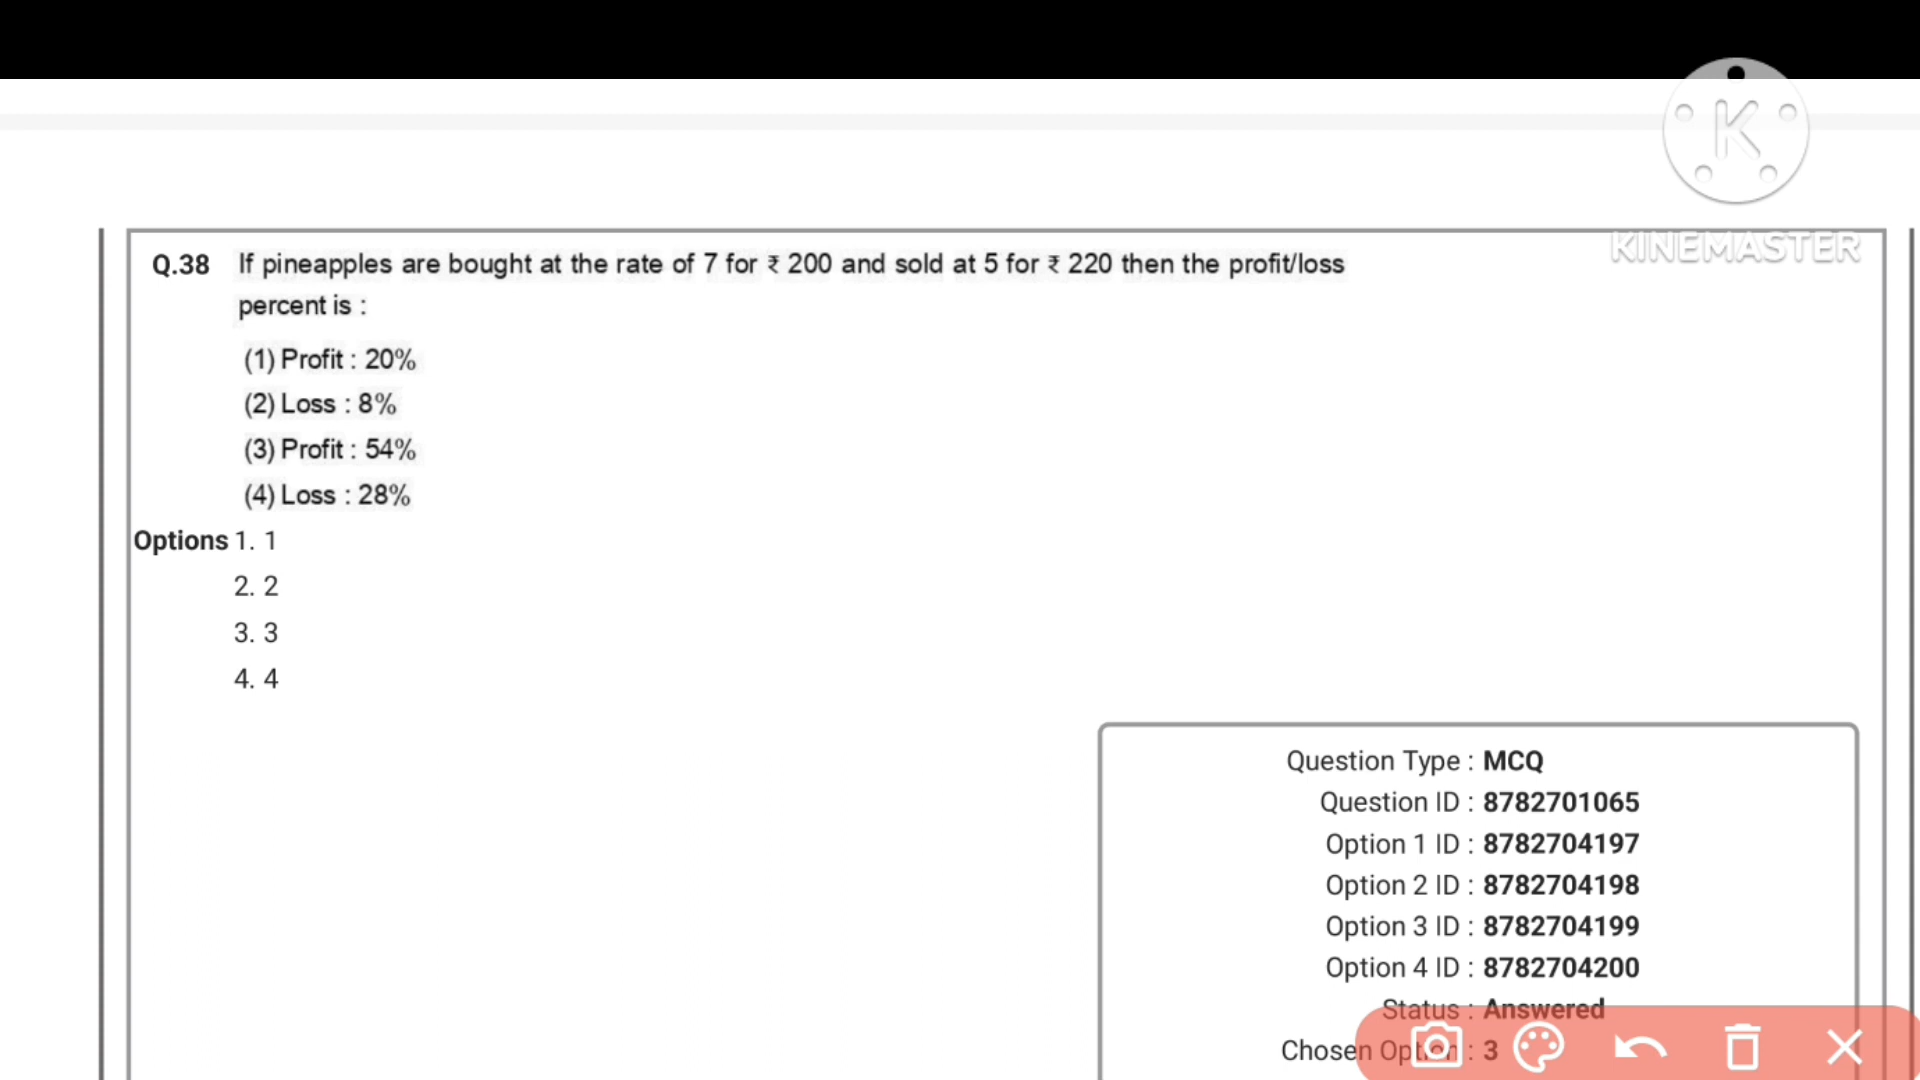 K
KINEMASTER
Q.38 If pineapples are bought at the rate of 7 for ₹ 200 and sold at 5 for ₹ 220 then the profit/loss
percent is :
(1) Profit : 20%
(2) Loss : 8%
(3) Profit : 54%
(4) Loss : 28%
Options 1. 1
2. 2
3. 3
4. 4
Question Type : MCQ
Question ID : 8782701065
Option 1 ID : 8782704197
Option 2 ID : 8782704198
Option 3 ID : 8782704199
Option 4 ID : 8782704200
Status : Answered
Chosen Option : 3